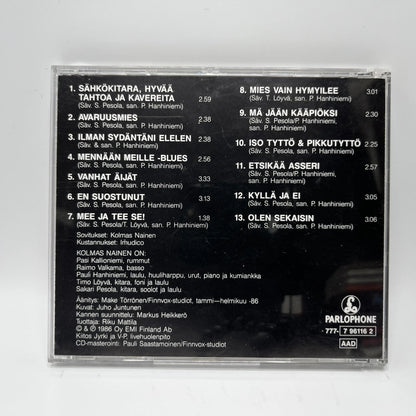 1. SÄHKÖKITARA, HYVÄÄ
TAHTOA JA KAVEREITA 2.59
(Säv. S. Pesola, san. P. Hanhiniemi)
2. AVARUUSMIES 2.38
(Säv. S. Pesola, san. P. Hanhiniemi)
3. ILMAN SYDÄNTÄNI ELELEN 2.38
(Säv. & san. P. Hanhiniemi)
4. MENNÄÄN MEILLE -BLUES 2.56
(Säv. S. Pesola, san. P. Hanhiniemi)
5. VANHAT ÄIJÄT 3.33
(Säv. S. Pesola, san. P. Hanhiniemi)
6. EN SUOSTUNUT 2.31
(Säv. S. Pesola, san. P. Hanhiniemi)
7. MEE JA TEE SE! 1.38
(Säv. S. Pesola/T. Löyvä, san. P. Hanhiniemi)
Sovitukset: Kolmas Nainen
Kustannukset: Irhudico
KOLMAS NAINEN ON:
Pasi Kallioniemi, rummut
Raimo Valkama, basso
Pauli Hanhiniemi, laulu, huuliharppu, urut, piano ja kumiankka
Timo Löyvä, kitara, foni ja laulu
Sakari Pesola, kitara, soolot ja laulu
Äänitys: Make Törrönen/Finnvox-studiot, tammi–helmikuu -86
Kuvat: Juho Juntunen
Kannen suunnittelu: Markus Heikkerö
Tuottaja: Riku Mattila
© & ℗ 1986 Oy EMI Finland Ab
Kiitos Jyrki ja V-P, livehuolenpito
CD-masterointi: Pauli Saastamoinen/Finnvox-studiot
8. MIES VAIN HYMYILEE 3.01
(Säv. T. Löyvä, san. P. Hanhiniemi)
9. MÄ JÄÄN KÄÄPIÖKSI 2.30
(Säv. S. Pesola/P. Hanhiniemi,
san. P. Hanhiniemi)
10. ISO TYTTÖ & PIKKUTYTTÖ 2.25
(Säv. S. Pesola, san. P. Hanhiniemi)
11. ETSIKÄÄ ASSERI 2.57
(Säv. S. Pesola/P. Hanhiniemi,
san. P. Hanhiniemi)
12. KYLLÄ JA EI 3.05
(Säv. S. Pesola, san. P. Hanhiniemi)
13. OLEN SEKAISIN 3.06
(Säv. S. Pesola, san. P. Hanhiniemi)
PARLOPHONE
777- 7 96116 2
AAD